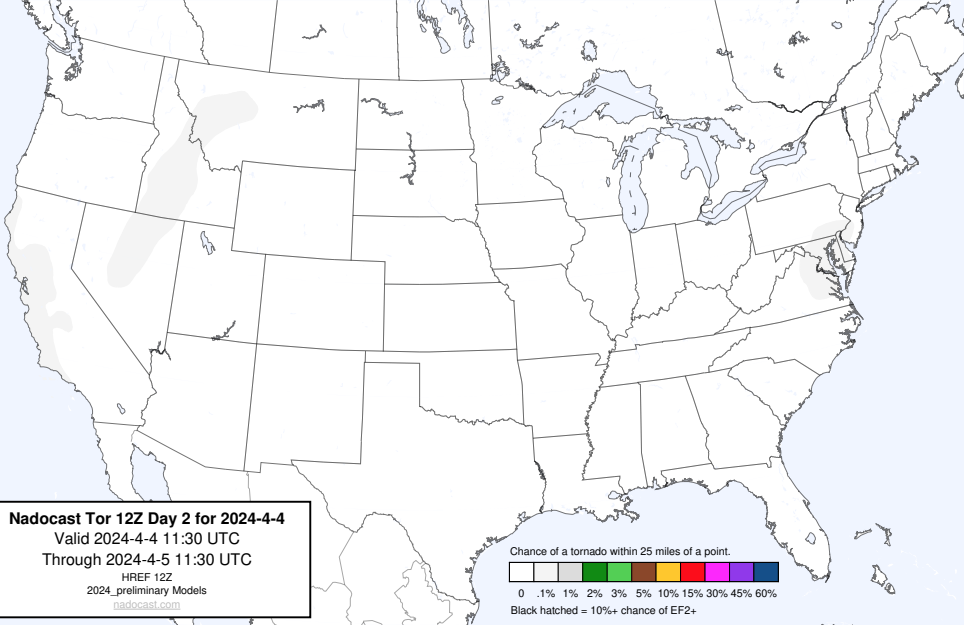 Nadocast Tor 12Z Day 2 for 2024-4-4
Valid 2024-4-4 11:30 UTC
Through 2024-4-5 11:30 UTC
HREF 12Z
2024_preliminary Models
nadocast.com
Chance of a tornado within 25 miles of a point.
0 .1% 1% 2% 3% 5% 10% 15% 30% 45% 60%
Black hatched = 10%+ chance of EF2+